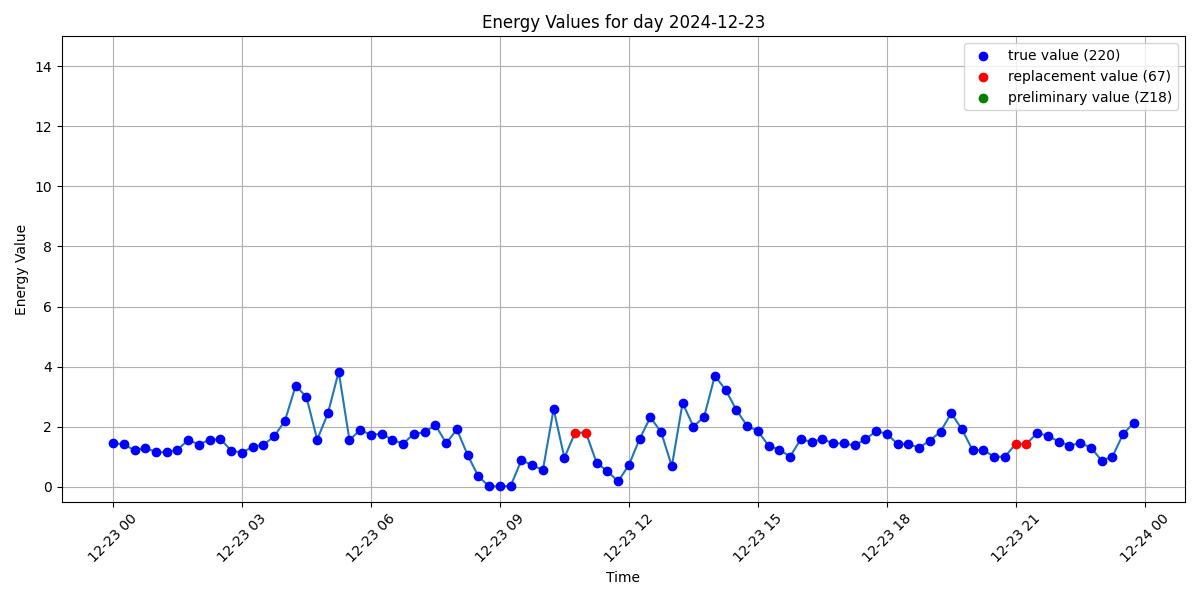 Energy Values for day 2024-12-23
true value (220)
replacement value (67)
preliminary value (Z18)
Energy Value
14
12
10
8
6
4
2
0
12-23 00
12-23 03
12-23 06
12-23 09
12-23 12
12-23 15
12-23 18
12-23 21
12-24 00
Time